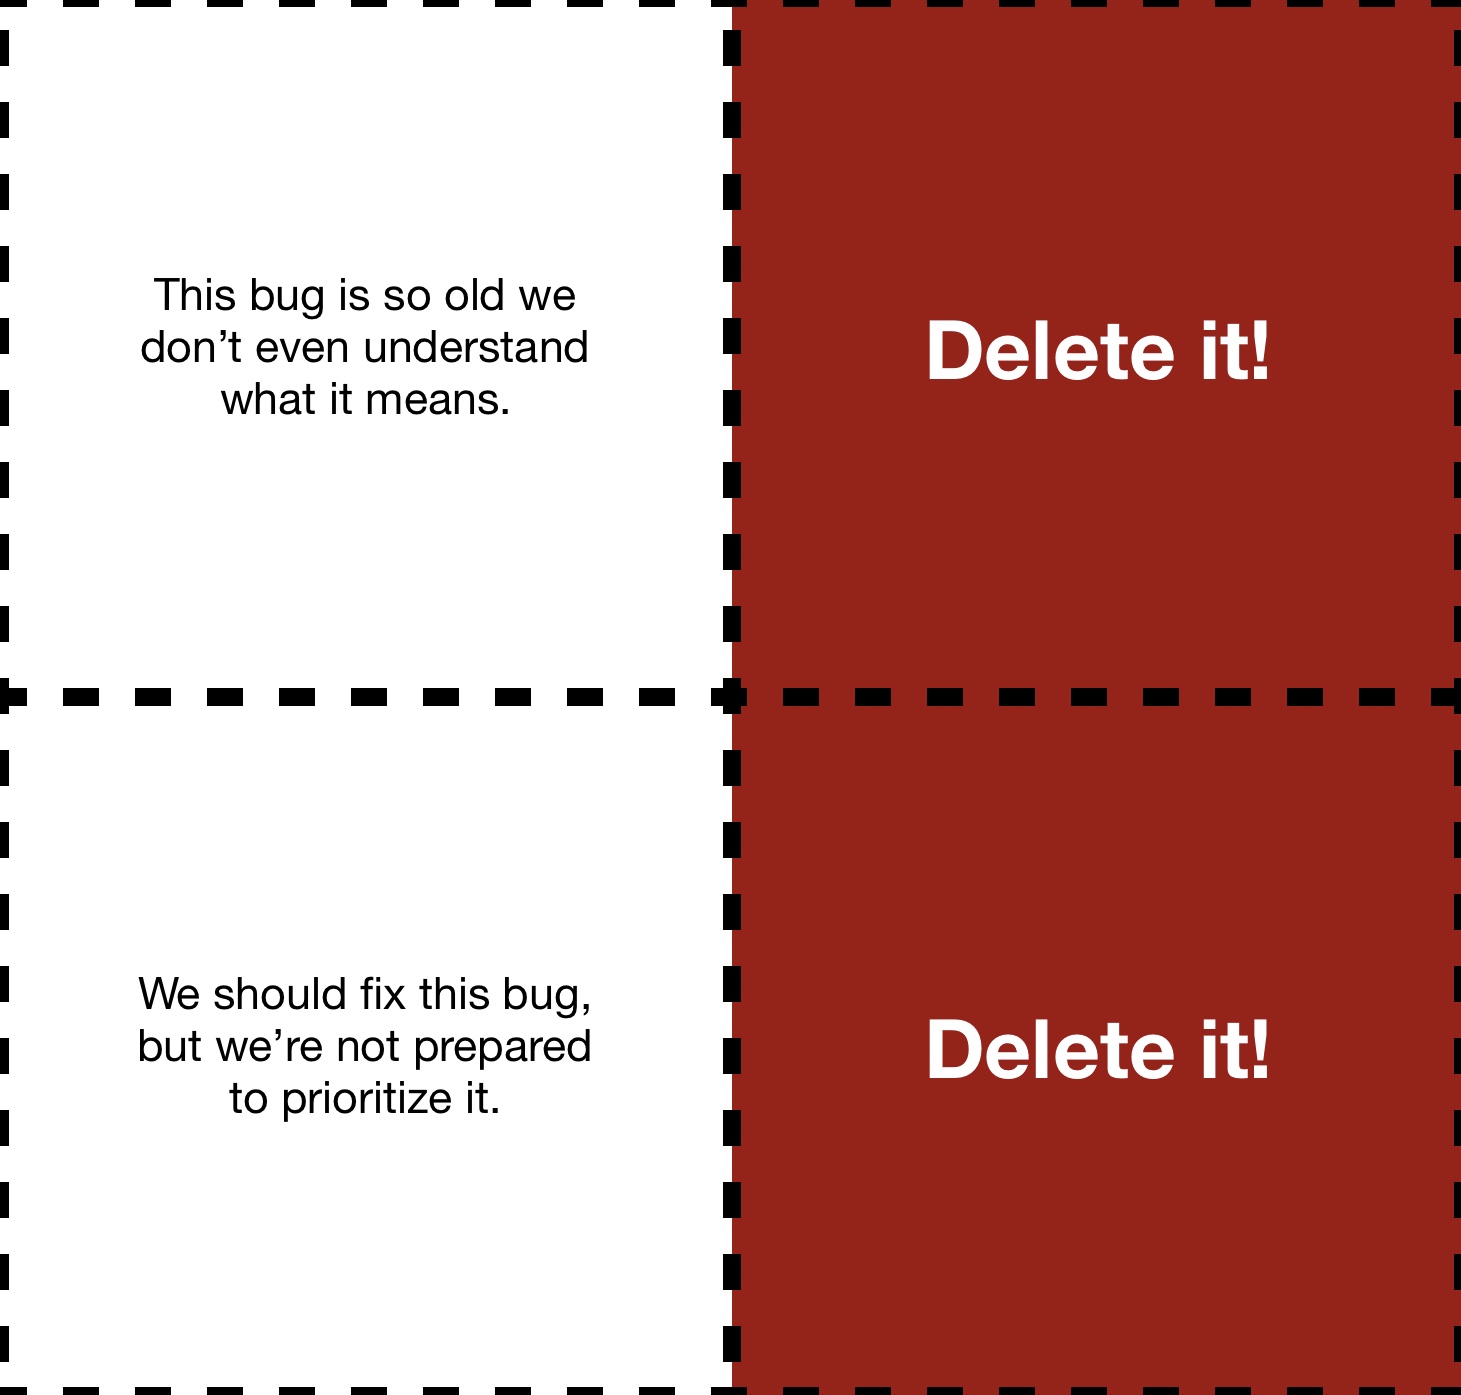 This bug is so old we
don’t even understand
what it means.
Delete it!
We should fix this bug,
but we’re not prepared
to prioritize it.
Delete it!